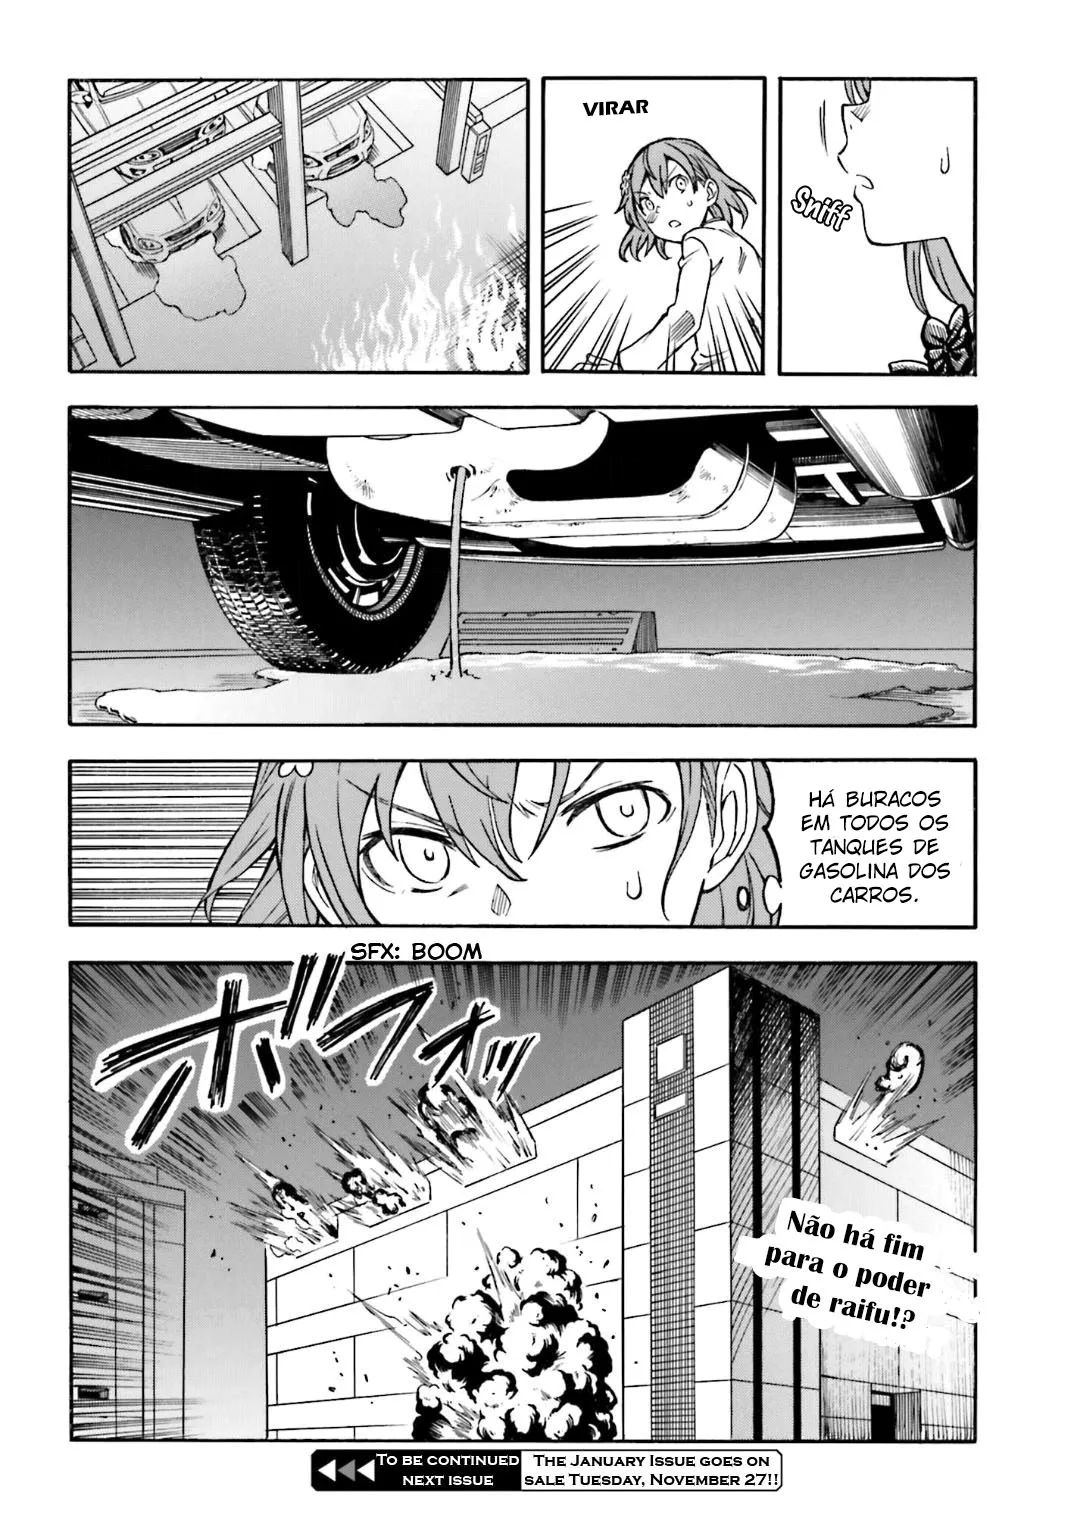 Sniff
VIRAR
HÁ BURACOS
EM TODOS OS
TANQUES DE
GASOLINA DOS
CARROS.
SFX: BOOM
ボフオッ
Não há fim
para o poder
de raifu!?
TO BE CONTINUED
NEXT ISSUE
THE JANUARY ISSUE GOES ON
SALE TUESDAY, NOVEMBER 27!!